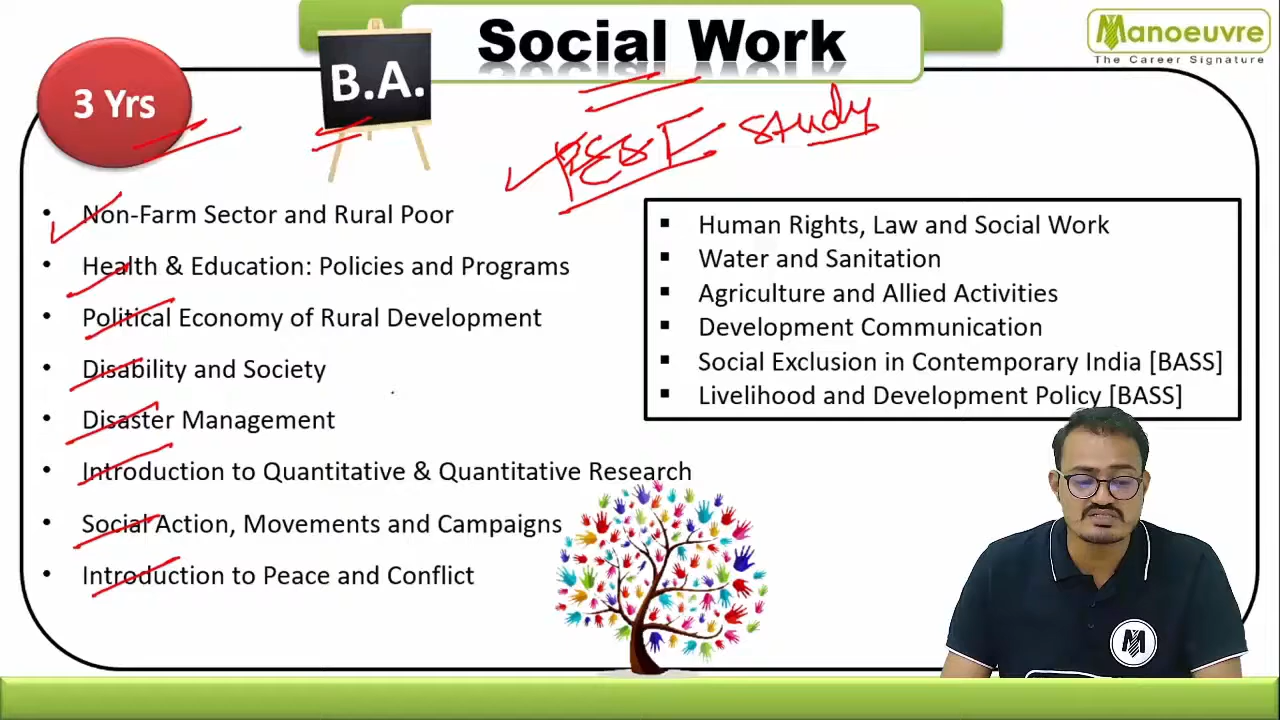 Social Work
Manoeuvre
The Career Signature
3 Yrs
B.A.
study
• Non-Farm Sector and Rural Poor
• Health & Education: Policies and Programs
• Political Economy of Rural Development
• Disability and Society
• Disaster Management
• Introduction to Quantitative & Quantitative Research
• Social Action, Movements and Campaigns
• Introduction to Peace and Conflict
▪ Human Rights, Law and Social Work
▪ Water and Sanitation
▪ Agriculture and Allied Activities
▪ Development Communication
▪ Social Exclusion in Contemporary India [BASS]
▪ Livelihood and Development Policy [BASS]
M